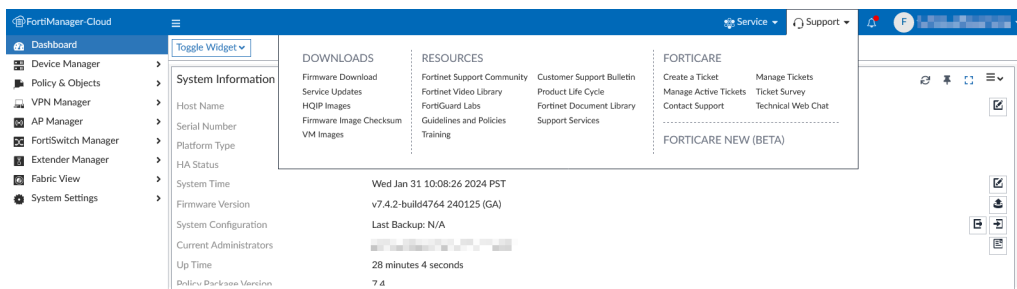 FortiManager-Cloud
Service
Support
F
Dashboard
Device Manager
Policy & Objects
VPN Manager
AP Manager
FortiSwitch Manager
Extender Manager
Fabric View
System Settings
Toggle Widget
DOWNLOADS
Firmware Download
Service Updates
HQIP Images
Firmware Image Checksum
VM Images
RESOURCES
Fortinet Support Community Customer Support Bulletin
Fortinet Video Library Product Life Cycle
FortiGuard Labs Fortinet Document Library
Guidelines and Policies Support Services
Training
FORTICARE
Create a Ticket Manage Tickets
Manage Active Tickets Ticket Survey
Contact Support Technical Web Chat
FORTICARE NEW (BETA)
System Information
Host Name
Serial Number
Platform Type
HA Status
System Time Wed Jan 31 10:08:26 2024 PST
Firmware Version v7.4.2-build4764 240125 (GA)
System Configuration Last Backup: N/A
Current Administrators
Up Time 28 minutes 4 seconds
Policy Package Version 7.4